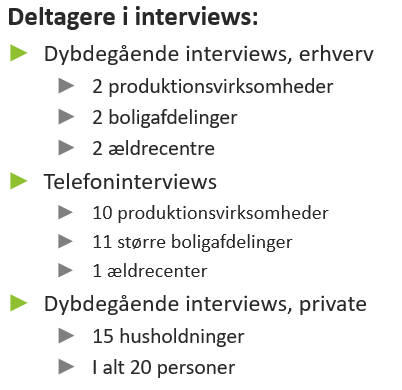 Deltagere i interviews:
Dybdegående interviews, erhverv
2 produktionsvirksomheder
2 boligafdelinger
2 ældrecentre
Telefoninterviews
10 produktionsvirksomheder
11 større boligafdelinger
1 ældrecenter
Dybdegående interviews, private
15 husholdninger
I alt 20 personer